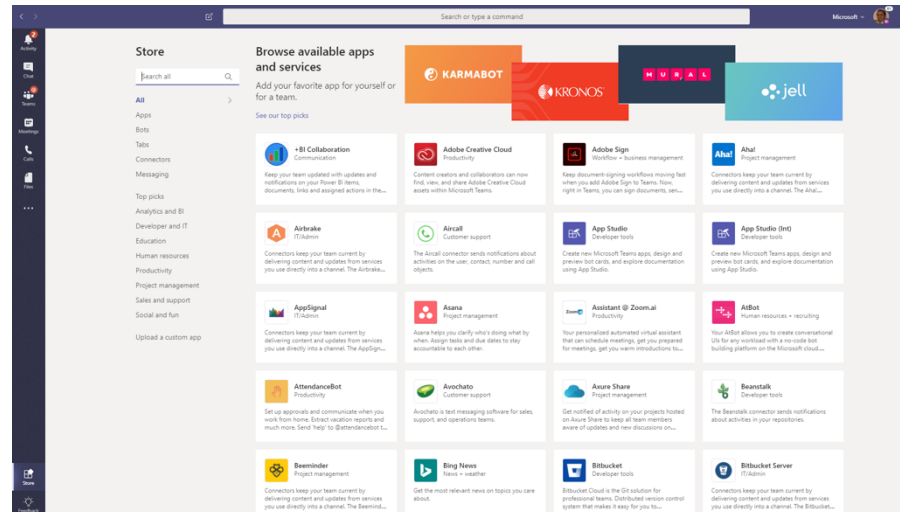 Search or type a command
Microsoft
2
Activity
Chat
Teams
Meetings
Calls
Files
Store
Feedback
Store
Search all
All
Apps
Bots
Tabs
Connectors
Messaging
Top picks
Analytics and BI
Developer and IT
Education
Human resources
Productivity
Project management
Sales and support
Social and fun
Upload a custom app
Browse available apps
and services
Add your favorite app for yourself or
for a team.
See our top picks
KARMABOT
KRONOS
MURAL
jell
+BI Collaboration
Communication
Keep your team updated with updates and
notifications on your Power BI items,
documents, links and assigned actions in the...
Adobe Creative Cloud
Productivity
Content creators and collaborators can now
find, view, and share Adobe Creative Cloud
assets within Microsoft Teams.
Adobe Sign
Workflow + business management
Keep document-signing workflows moving fast
when you add Adobe Sign to Teams. Now,
right in Teams, you can sign documents, sen...
Aha!
Aha!
Project management
Connectors keep your team current by
delivering content and updates from services
you use directly into a channel. The Aha!...
Airbrake
IT/Admin
Connectors keep your team current by
delivering content and updates from services
you use directly into a channel. The Airbrake...
Aircall
Customer support
The Aircall connector sends notifications about
activities on the user, contact, number and call
objects.
App Studio
Developer tools
Create new Microsoft Teams apps, design and
preview bot cards, and explore documentation
using App Studio.
App Studio (Int)
Developer tools
Create new Microsoft Teams apps, design and
preview bot cards, and explore documentation
using App Studio.
AppSignal
IT/Admin
Connectors keep your team current by
delivering content and updates from services
you use directly into a channel. The AppSign...
Asana
Project management
Asana helps you clarify who's doing what by
when. Assign tasks and due dates to stay
accountable to each other.
Assistant @ Zoom.ai
Productivity
Your personalized automated virtual assistant
that can schedule meetings, get you prepared
for meetings, get you warm introductions to...
AtBot
Human resources + recruiting
Your AtBot allows you to create conversational
UIs for any workload with a no-code bot
building platform on the Microsoft cloud....
AttendanceBot
Productivity
Set up approvals and communicate when you
work from home. Extract vacation reports and
much more. Send 'help' to @attendancebot t...
Avochato
Customer support
Avochato is text messaging software for sales,
support, and operations teams.
Axure Share
Project management
Get notified of activity on your projects hosted
on Axure Share to keep all team members
aware of updates and new discussions on...
Beanstalk
Developer tools
The Beanstalk connector sends notifications
about activities in your repositories.
Beeminder
Project management
Connectors keep your team current by
delivering content and updates from services
you use directly into a channel. The Beemind...
Bing News
News + weather
Get the most relevant news on topics you care
about.
Bitbucket
Developer tools
Bitbucket Cloud is the Git solution for
professional teams. Distributed version control
system that makes it easy for you to...
Bitbucket Server
IT/Admin
Connectors keep your team current by
delivering content and updates from services
you use directly into a channel. The Bitbucket...